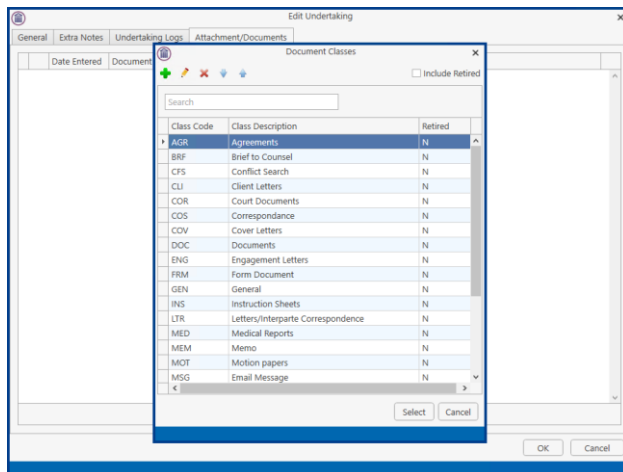 Edit Undertaking
General Extra Notes Undertaking Logs Attachment/Documents
Date Entered Document
Document Classes
Include Retired
Search
Class Code Class Description Retired
AGR Agreements N
BRF Brief to Counsel N
CFS Conflict Search N
CLI Client Letters N
COR Court Documents N
COS Correspondance N
COV Cover Letters N
DOC Documents N
ENG Engagement Letters N
FRM Form Document N
GEN General N
INS Instruction Sheets N
LTR Letters/Interparte Correspondence N
MED Medical Reports N
MEM Memo N
MOT Motion papers N
MSG Email Message N
Select Cancel
OK Cancel